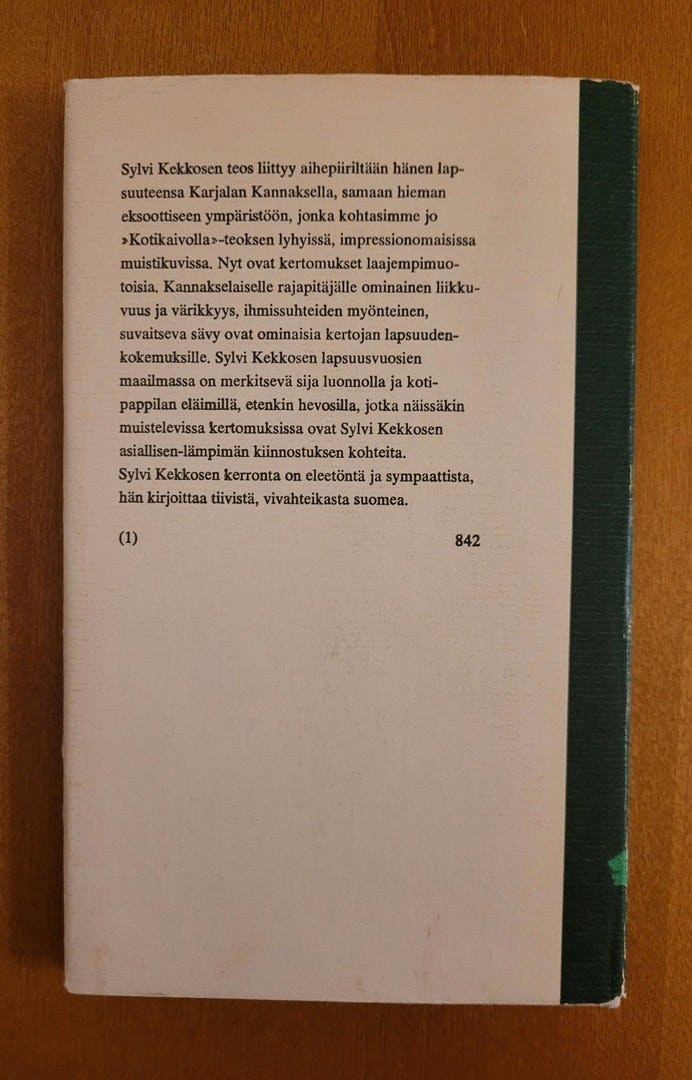 Sylvi Kekkosen teos liittyy aihepiiriltään hänen lap-
suuteensa Karjalan Kannaksella, samaan hieman
eksoottiseen ympäristöön, jonka kohtasimme jo
»Kotikaivolla»-teoksen lyhyissä, impressionomaisissa
muistikuvissa. Nyt ovat kertomukset laajempimuo-
toisia. Kannakselaiselle rajapitäjälle ominainen liikku-
vuus ja värikkyys, ihmissuhteiden myönteinen,
suvaitseva sävy ovat ominaisia kertojan lapsuuden-
kokemuksille. Sylvi Kekkosen lapsuusvuosien
maailmassa on merkitsevä sija luonnolla ja koti-
pappilan eläimillä, etenkin hevosilla, jotka näissäkin
muistelevissa kertomuksissa ovat Sylvi Kekkosen
asiallisen-lämpimän kiinnostuksen kohteita.
Sylvi Kekkosen kerronta on eleetöntä ja sympaattista,
hän kirjoittaa tiivistä, vivahteikasta suomea.
(1) 842